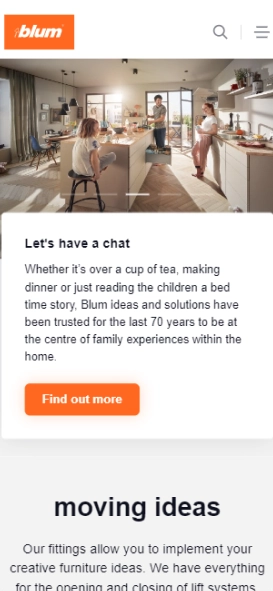 blum
Let's have a chat
Whether it's over a cup of tea, making
dinner or just reading the children a bed
time story, Blum ideas and solutions have
been trusted for the last 70 years to be at
the centre of family experiences within the
home.
Find out more
moving ideas
Our fittings allow you to implement your
creative furniture ideas. We have everything
for the opening and closing of lift systems,